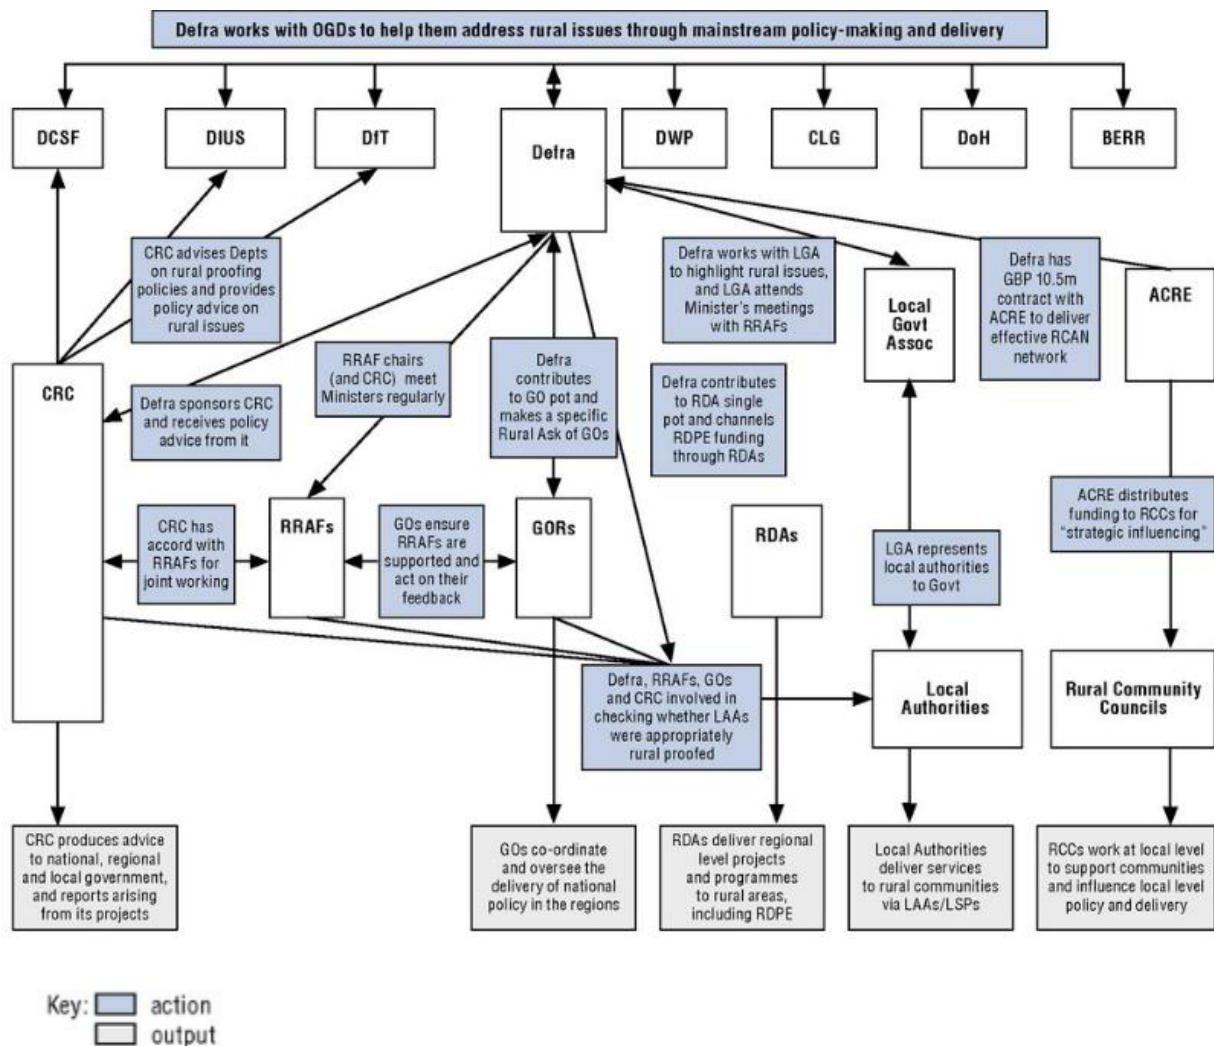 Defra works with OGDs to help them address rural issues through mainstream policy-making and delivery
DCSF
DIUS
DfT
Defra
DWP
CLG
DoH
BERR
CRC advises Depts
on rural proofing
policies and provides
policy advice on
rural issues
Defra works with LGA
to highlight rural issues,
and LGA attends
Minister's meetings
with RRAFs
Defra has
GBP 10.5m
contract with
ACRE to deliver
effective RCAN
network
Local
Govt
Assoc
ACRE
CRC
Defra sponsors CRC
and receives policy
advice from it
RRAF chairs
(and CRC) meet
Ministers regularly
Defra
contributes
to GO pot and
makes a specific
Rural Ask of GOs
Defra contributes
to RDA single
pot and channels
RDPE funding
through RDAs
CRC has
accord with
RRAFs for
joint working
RRAFs
GOs ensure
RRAFs are
supported and
act on their
feedback
GORs
RDAs
LGA represents
local authorities
to Govt
ACRE distributes
funding to RCCs for
“strategic influencing”
Defra, RRAFs, GOs
and CRC involved in
checking whether LAAs
were appropriately
rural proofed
Local
Authorities
Rural Community
Councils
CRC produces advice
to national, regional
and local government,
and reports arising
from its projects
GOs co-ordinate
and oversee the
delivery of national
policy in the regions
RDAs deliver regional
level projects
and programmes
to rural areas,
including RDPE
Local Authorities
deliver services
to rural communities
via LAAs/LSPs
RCCs work at local level
to support communities
and influence local level
policy and delivery
Key:
action
output